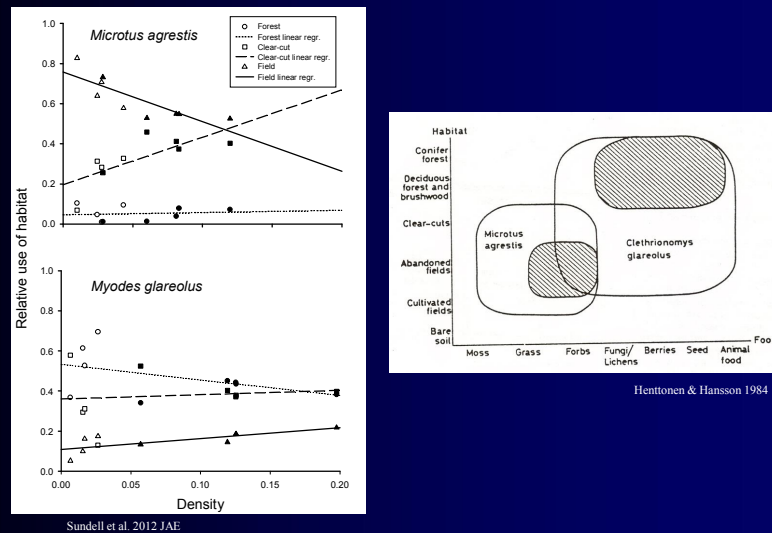 Microtus agrestis
Forest
Forest linear regr.
Clear-cut
Clear-cut linear regr.
Field
Field linear regr.
1.0
0.8
0.6
0.4
0.2
0.0
Relative use of habitat
Myodes glareolus
1.0
0.8
0.6
0.4
0.2
0.0
0.00
0.05
0.10
0.15
0.20
Density
Sundell et al. 2012 JAE
Habitat
Conifer
forest
Deciduous
forest and
brushwood
Clear-cuts
Abandoned
fields
Cultivated
fields
Bare
soil
Microtus
agrestis
Clethrionomys
glareolus
Moss
Grass
Forbs
Fungi/
Lichens
Berries
Seed
Animal
food
Foo
Henttonen & Hansson 1984